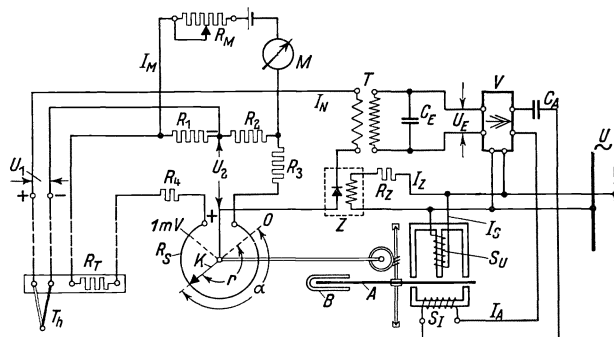 I_M
R_M
M
I_N
T
C_E
U_E
V
C_A
U
~
R_1
R_2
U_1
U_2
R_3
+
-
R_4
+
O
1mV
R_S
K
r
α
R_T
T_h
Z
R_Z
I_Z
I_S
S_U
B
A
S_I
I_A